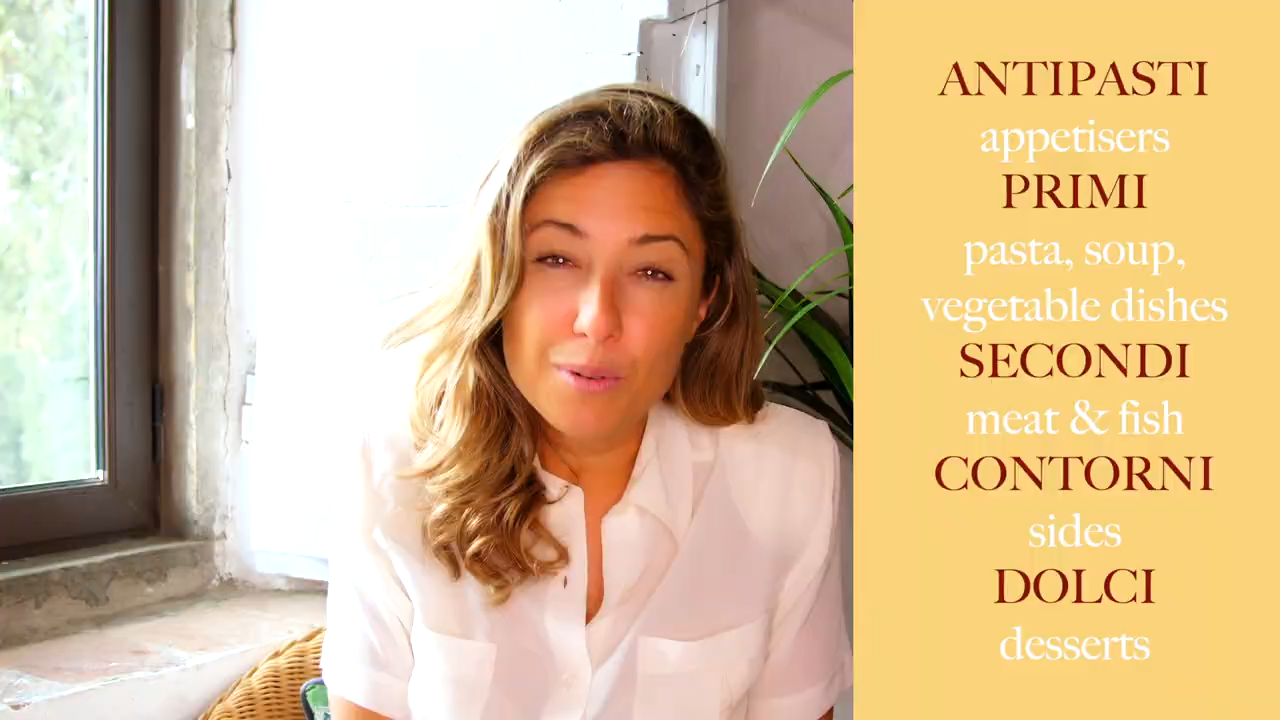 ANTIPASTI
appetisers
PRIMI
pasta, soup,
vegetable dishes
SECONDI
meat & fish
CONTORNI
sides
DOLCI
desserts